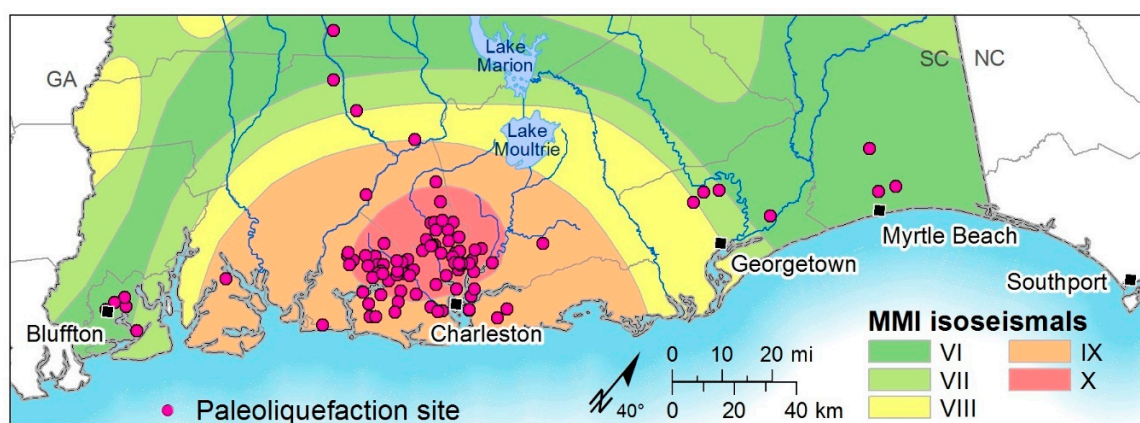 GA
Lake
Marion
SC
NC
Lake
Moultrie
Myrtle Beach
Georgetown
Southport
Bluffton
Charleston
MMI isoseismals
VI
IX
VII
X
VIII
0 10 20 mi
0 20 40 km
N
40°
Paleoliquefaction site